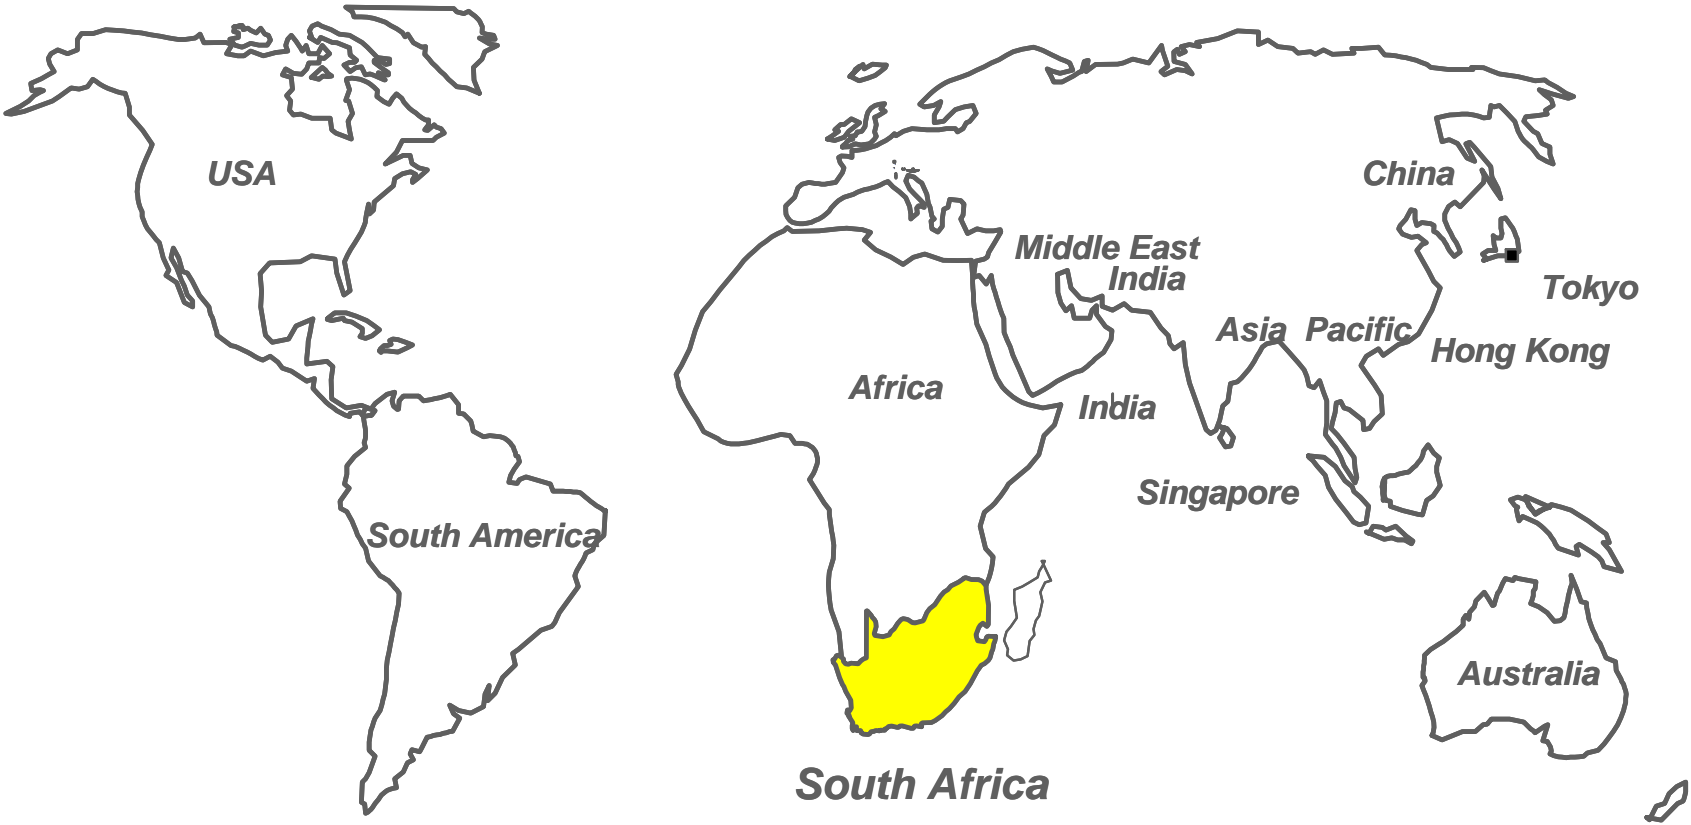 USA
China
Middle East
India
Tokyo
Asia Pacific
Hong Kong
Africa
India
Singapore
South America
Australia
South Africa